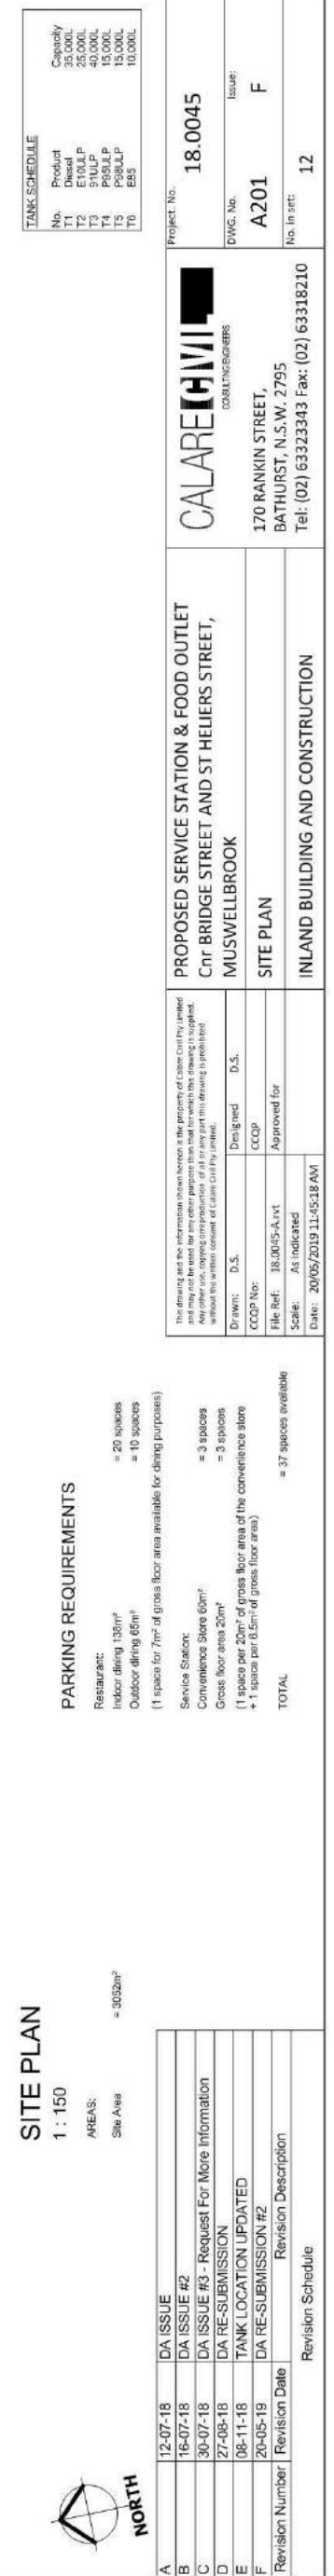 SITE PLAN
1 : 150
AREAS:
Site Area = 3052m²
NORTH
A 12-07-18 DA ISSUE
B 16-07-18 DA ISSUE #2
C 30-07-18 DA ISSUE #3 - Request For More Information
D 27-08-18 DA RE-SUBMISSION
E 08-11-18 TANK LOCATION UPDATED
F 20-05-19 DA RE-SUBMISSION #2
Revision Number Revision Date Revision Description
Revision Schedule
PARKING REQUIREMENTS
Restaurant:
Indoor dining 138m² = 20 spaces
Outdoor dining 65m² = 10 spaces
(1 space for 7m² of gross floor area available for dining purposes)
Service Station:
Convenience Store 60m² = 3 spaces
Gross floor area 20m² = 3 spaces
(1 space per 20m² of gross floor area of the convenience store
+ 1 space per 6.5m² of gross floor area)
TOTAL = 37 spaces available
This drawing and the information shown hereon is the property of Calare Civil Pty Limited
and may not be used for any other purpose than that for which this drawing is supplied.
Any other use, copying or reproduction of all or any part this drawing is prohibited
without the written consent of Calare Civil Pty Limited.
Drawn: D.S. Designed D.S.
CCQP No: CCQP
File Ref: 18.0045-A.rvt Approved for
Scale: As indicated
Date: 20/05/2019 11:45:18 AM
PROPOSED SERVICE STATION & FOOD OUTLET
Cnr BRIDGE STREET AND ST HELIERS STREET,
MUSWELLBROOK
SITE PLAN
INLAND BUILDING AND CONSTRUCTION
CALARE CIVIL
CONSULTING ENGINEERS
170 RANKIN STREET,
BATHURST, N.S.W. 2795
Tel: (02) 63323343 Fax: (02) 63318210
Project. No.
18.0045
DWG. No. Issue:
A201 F
No. in set: 12
TANK SCHEDULE
No. Product Capacity
T1 Diesel 35,000L
T2 E10ULP 25,000L
T3 91ULP 40,000L
T4 P95ULP 15,000L
T5 P98ULP 15,000L
T6 E85 10,000L